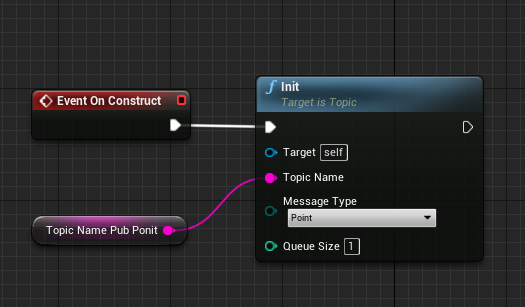 Event On Construct
f Init
Target is Topic
Target self
Topic Name
Message Type
Point
Topic Name Pub Ponit
Queue Size 1